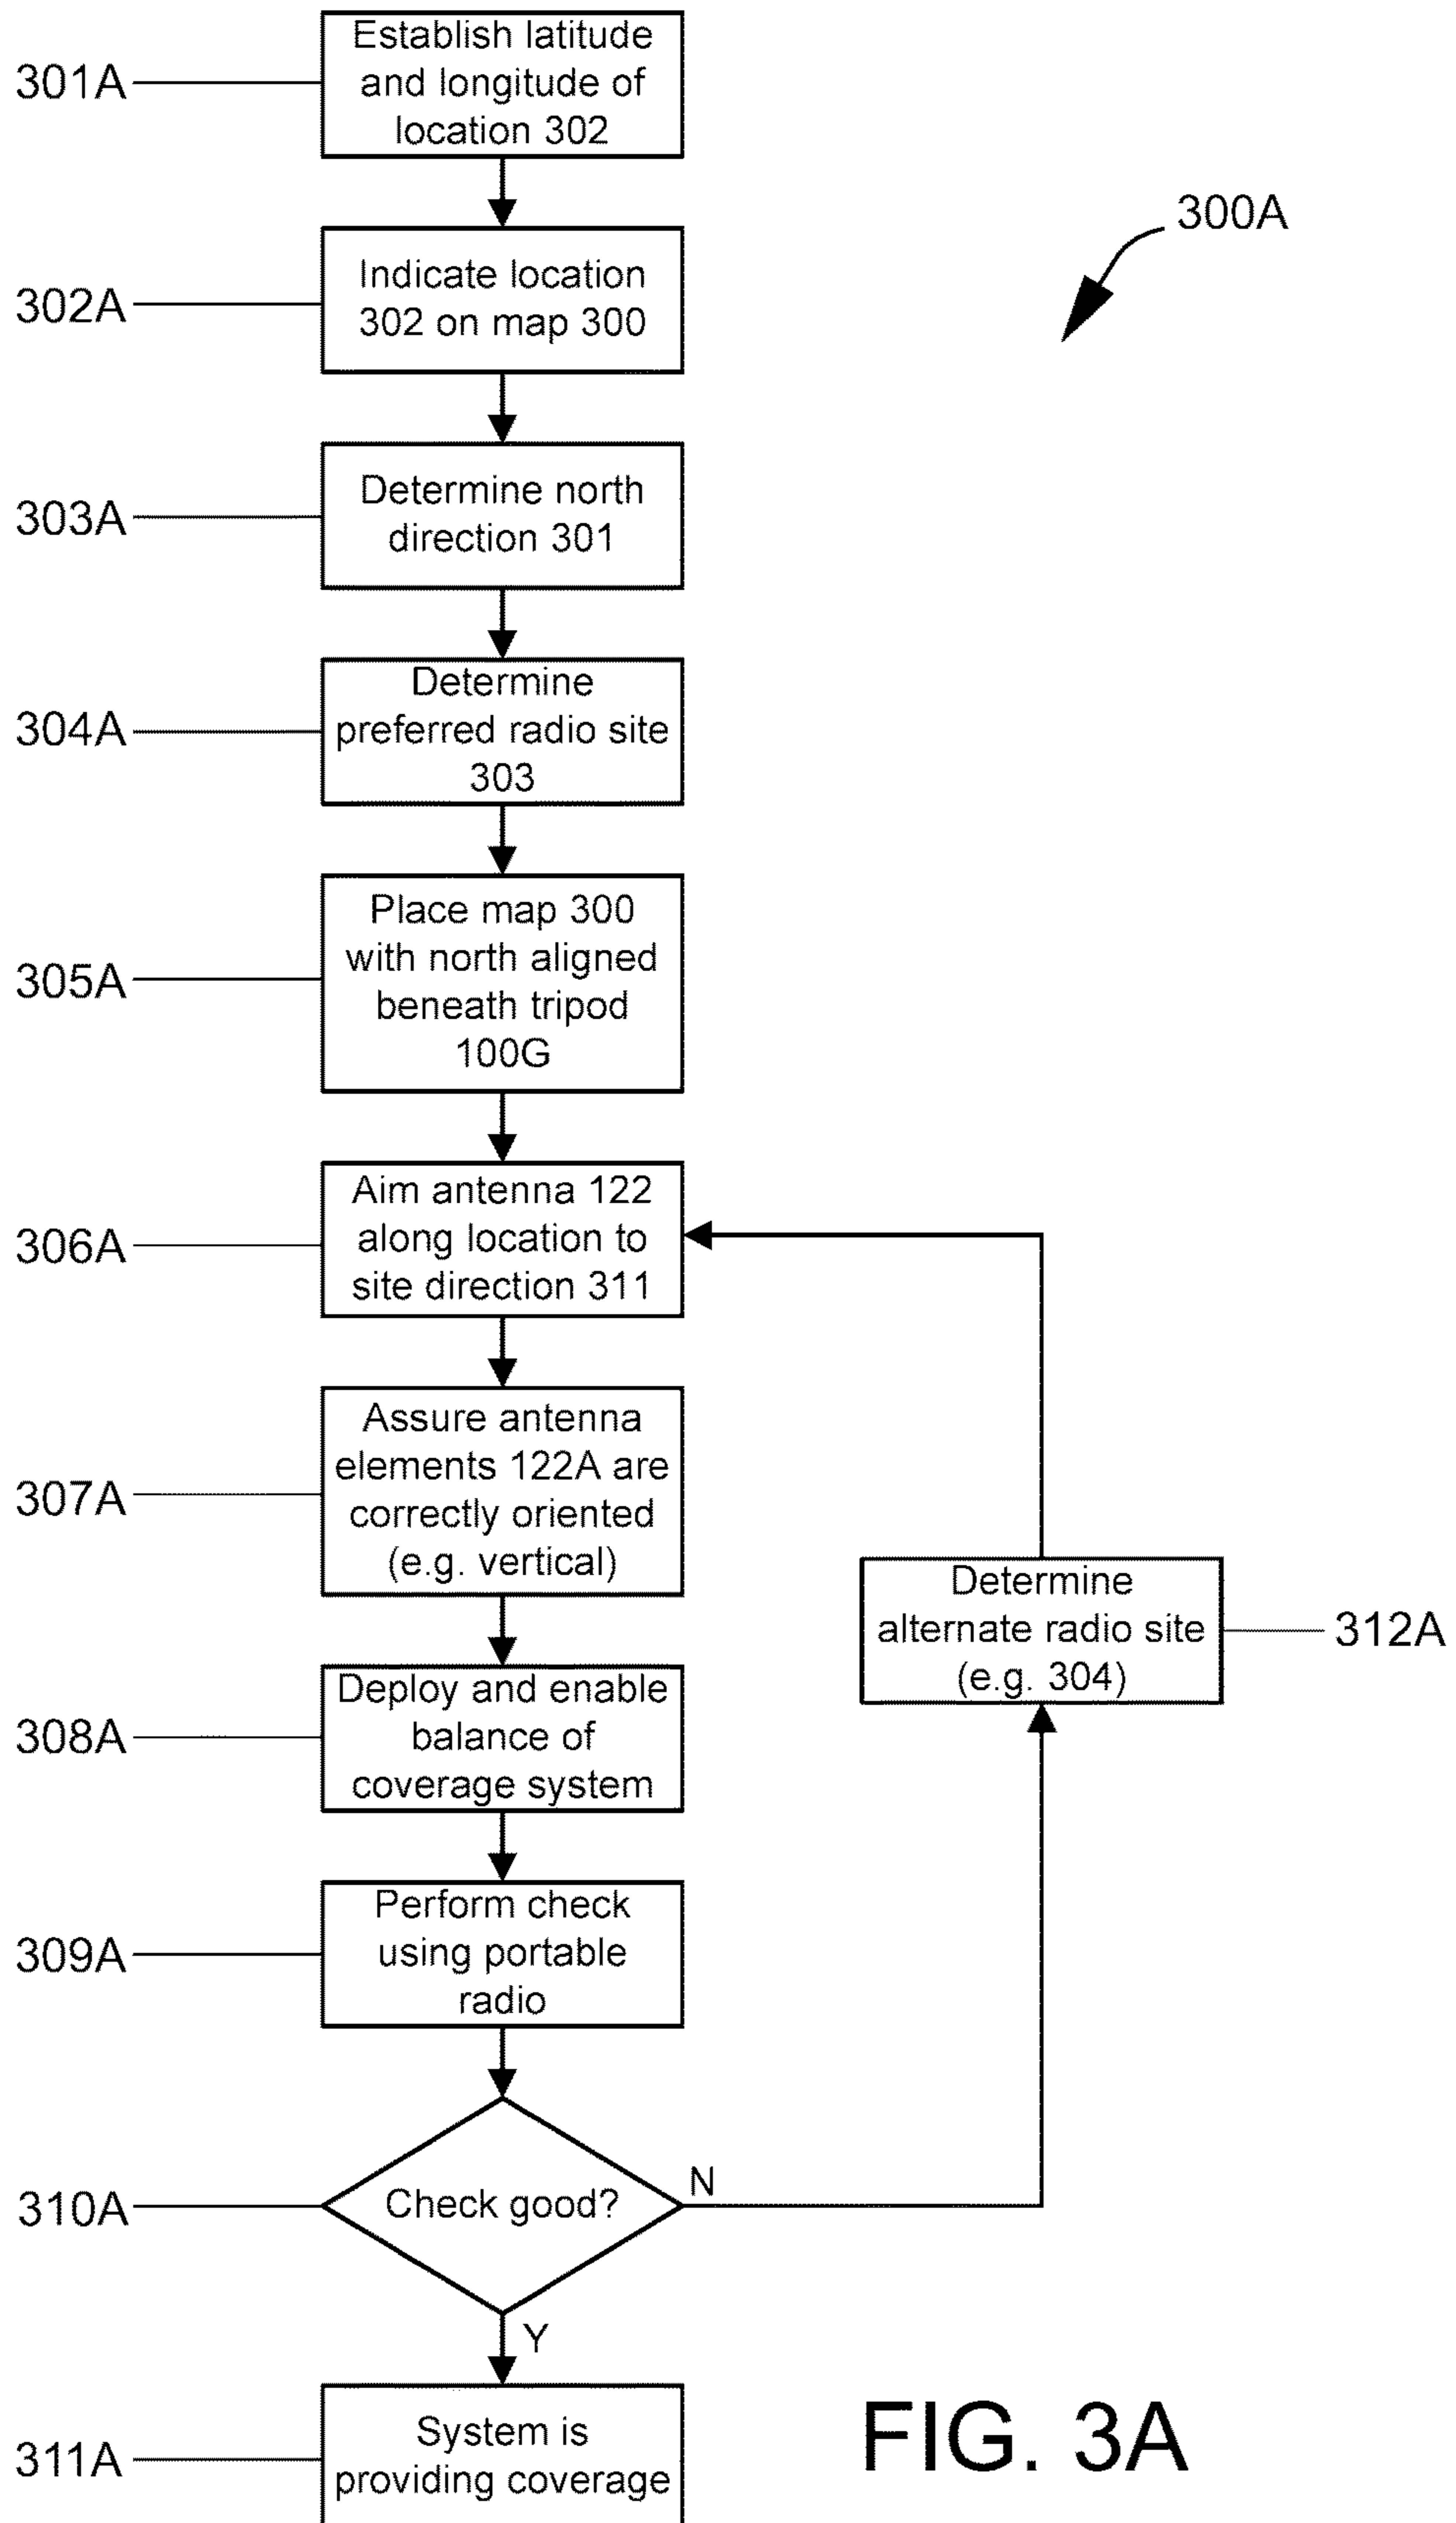 301A
Establish latitude
and longitude of
location 302
300A
302A
Indicate location
302 on map 300
303A
Determine north
direction 301
304A
Determine
preferred radio site
303
305A
Place map 300
with north aligned
beneath tripod
100G
306A
Aim antenna 122
along location to
site direction 311
307A
Assure antenna
elements 122A are
correctly oriented
(e.g. vertical)
Determine
alternate radio site
(e.g. 304)
312A
308A
Deploy and enable
balance of
coverage system
309A
Perform check
using portable
radio
310A
Check good?
N
Y
311A
System is
providing coverage
FIG. 3A